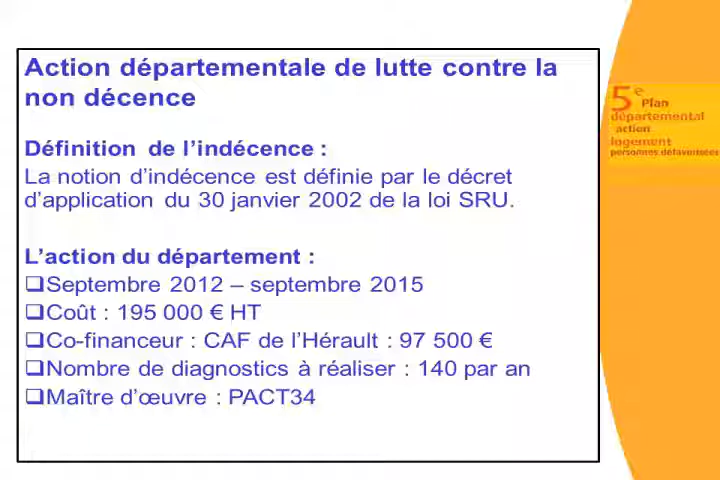 Action départementale de lutte contre la
non décence
Définition de l'indécence :
La notion d'indécence est définie par le décret
d'application du 30 janvier 2002 de la loi SRU.
L'action du département :
❑Septembre 2012 – septembre 2015
❑Coût : 195 000 € HT
❑Co-financeur : CAF de l'Hérault : 97 500 €
❑Nombre de diagnostics à réaliser : 140 par an
❑Maître d'œuvre : PACT34
5e Plan
départemental
action
logement
personnes défavorisées